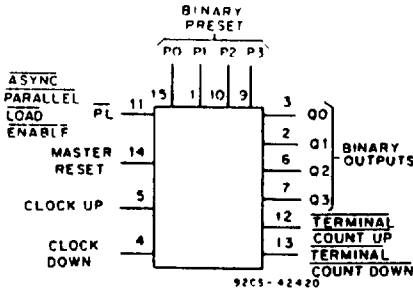 BINARY
PRESET
P0 P1 P2 P3
ASYNC
PARALLEL
LOAD
ENABLE
PL
11
15 1 10 9
3 Q0
2 Q1
6 Q2
7 Q3
BINARY
OUTPUTS
MASTER
RESET
14
CLOCK UP 5
CLOCK
DOWN
4
12 TERMINAL
COUNT UP
13 TERMINAL
COUNT DOWN
92CS-42420